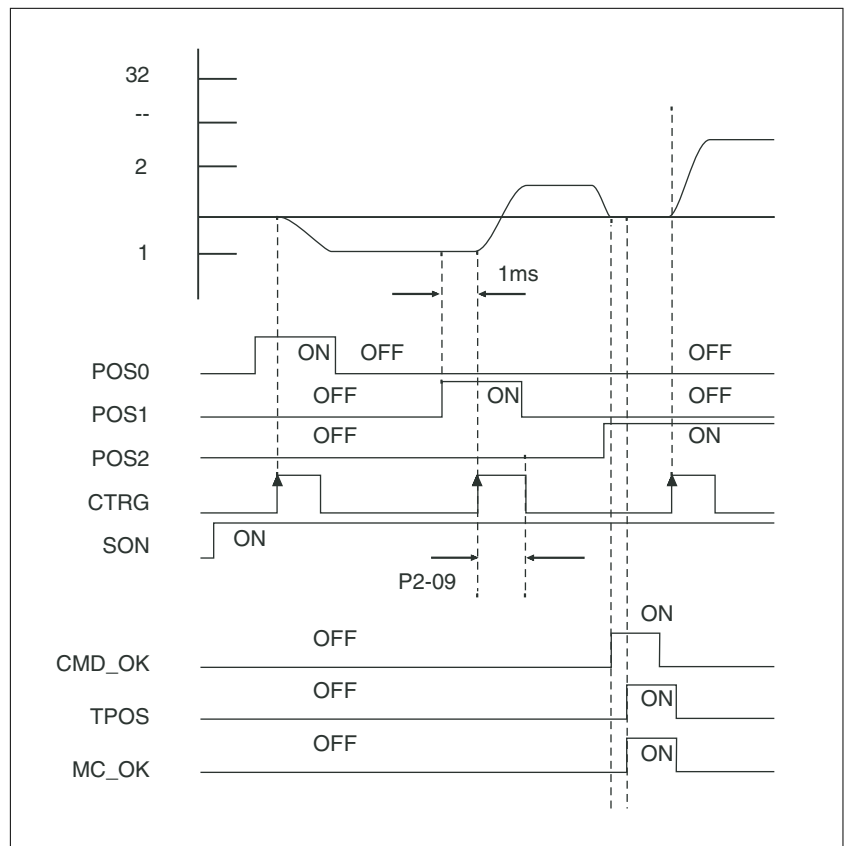 32
--
2
1
1ms
POS0 ON OFF OFF
POS1 OFF ON OFF
POS2 OFF ON
CTRG
SON ON
P2-09
CMD_OK OFF ON
TPOS OFF ON
MC_OK OFF ON